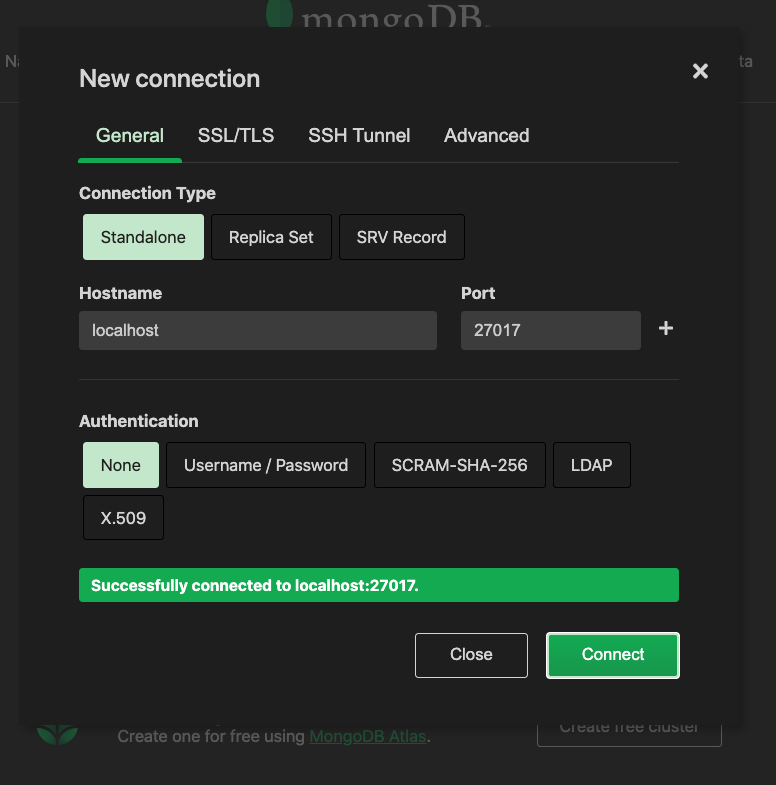 mongoDB.
Na
ta
New connection
General SSL/TLS SSH Tunnel Advanced
Connection Type
Standalone Replica Set SRV Record
Hostname Port
localhost 27017
Authentication
None Username / Password SCRAM-SHA-256 LDAP
X.509
Successfully connected to localhost:27017.
Close Connect
Create one for free using MongoDB Atlas.
Create free cluster